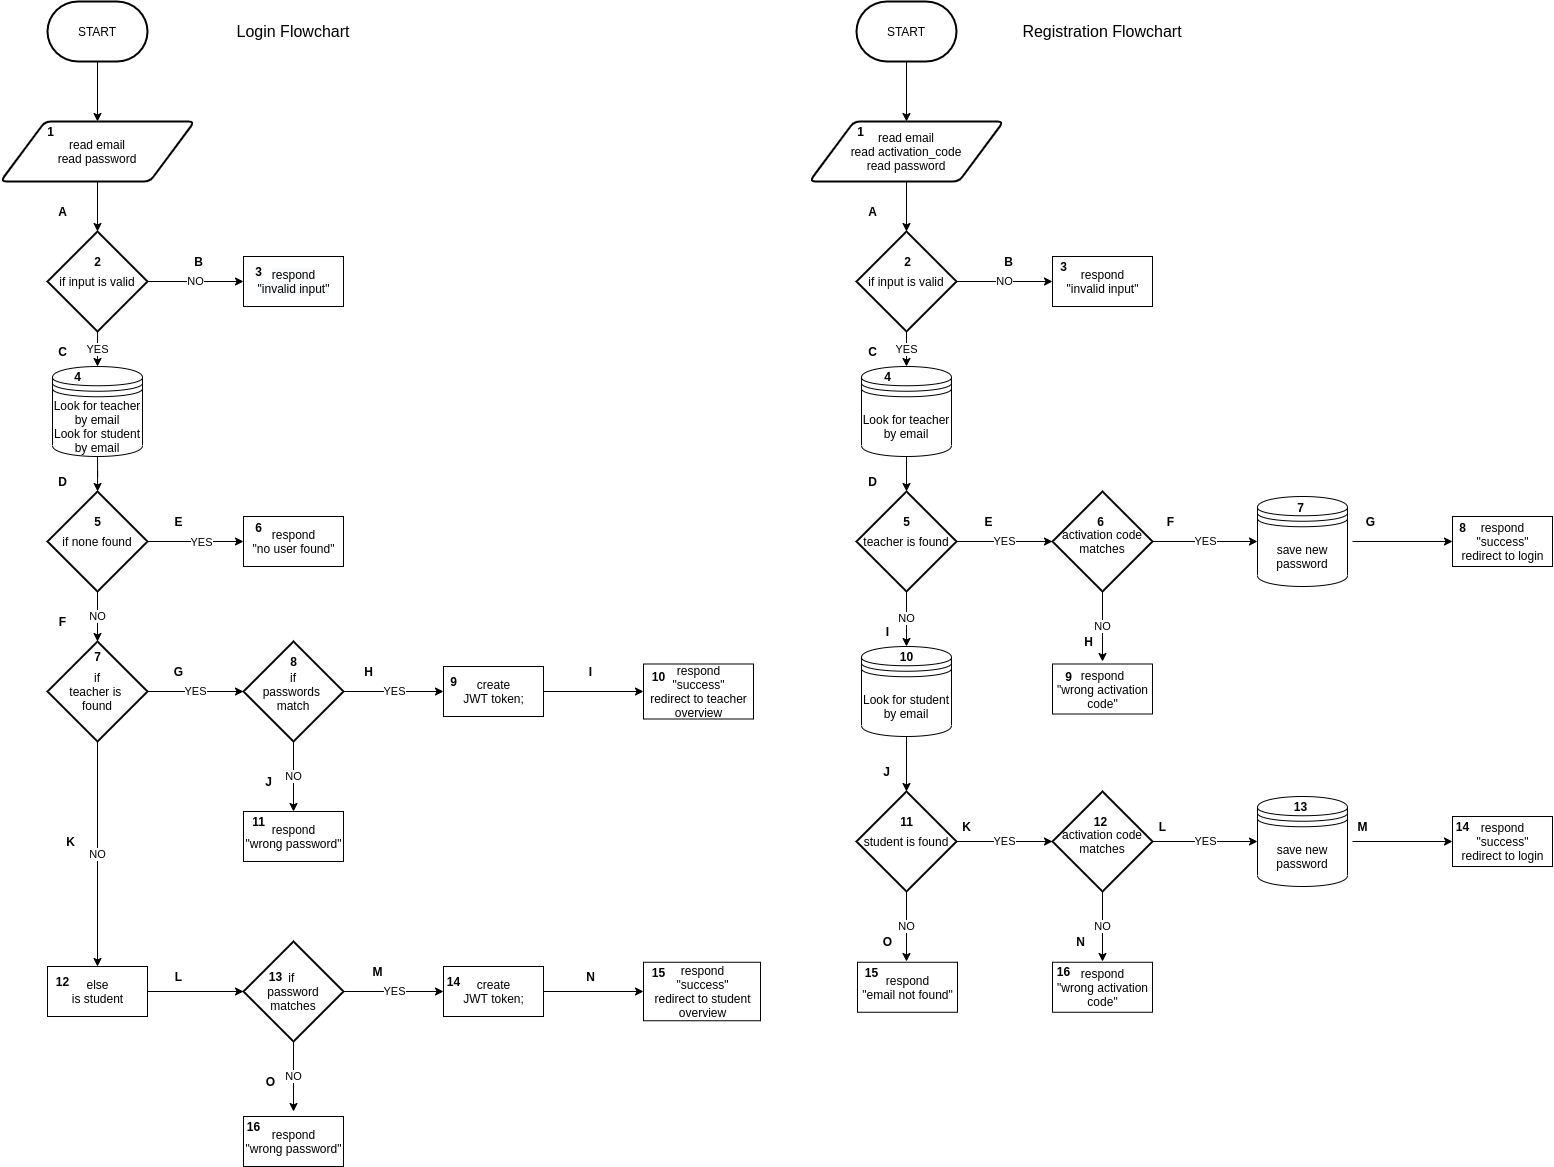 Login Flowchart
START
1
read email
read password
A
2
if input is valid
B
NO
3
respond
"invalid input"
C
YES
4
Look for teacher
by email
Look for student
by email
D
5
if none found
E
YES
6
respond
"no user found"
F
NO
7
if
teacher is
found
G
YES
8
if
passwords
match
H
YES
9
create
JWT token;
I
10
respond
"success"
redirect to teacher
overview
J
NO
11
respond
"wrong password"
K
NO
12
else
is student
L
13
if
password
matches
M
YES
14
create
JWT token;
N
15
respond
"success"
redirect to student
overview
O
NO
16
respond
"wrong password"
Registration Flowchart
START
1
read email
read activation_code
read password
A
2
if input is valid
B
NO
3
respond
"invalid input"
C
YES
4
Look for teacher
by email
D
5
teacher is found
E
YES
6
activation code
matches
F
YES
7
save new
password
G
8
respond
"success"
redirect to login
H
NO
9
respond
"wrong activation
code"
I
NO
10
Look for student
by email
J
11
student is found
K
YES
12
activation code
matches
L
YES
13
save new
password
M
14
respond
"success"
redirect to login
O
NO
15
respond
"email not found"
N
NO
16
respond
"wrong activation
code"